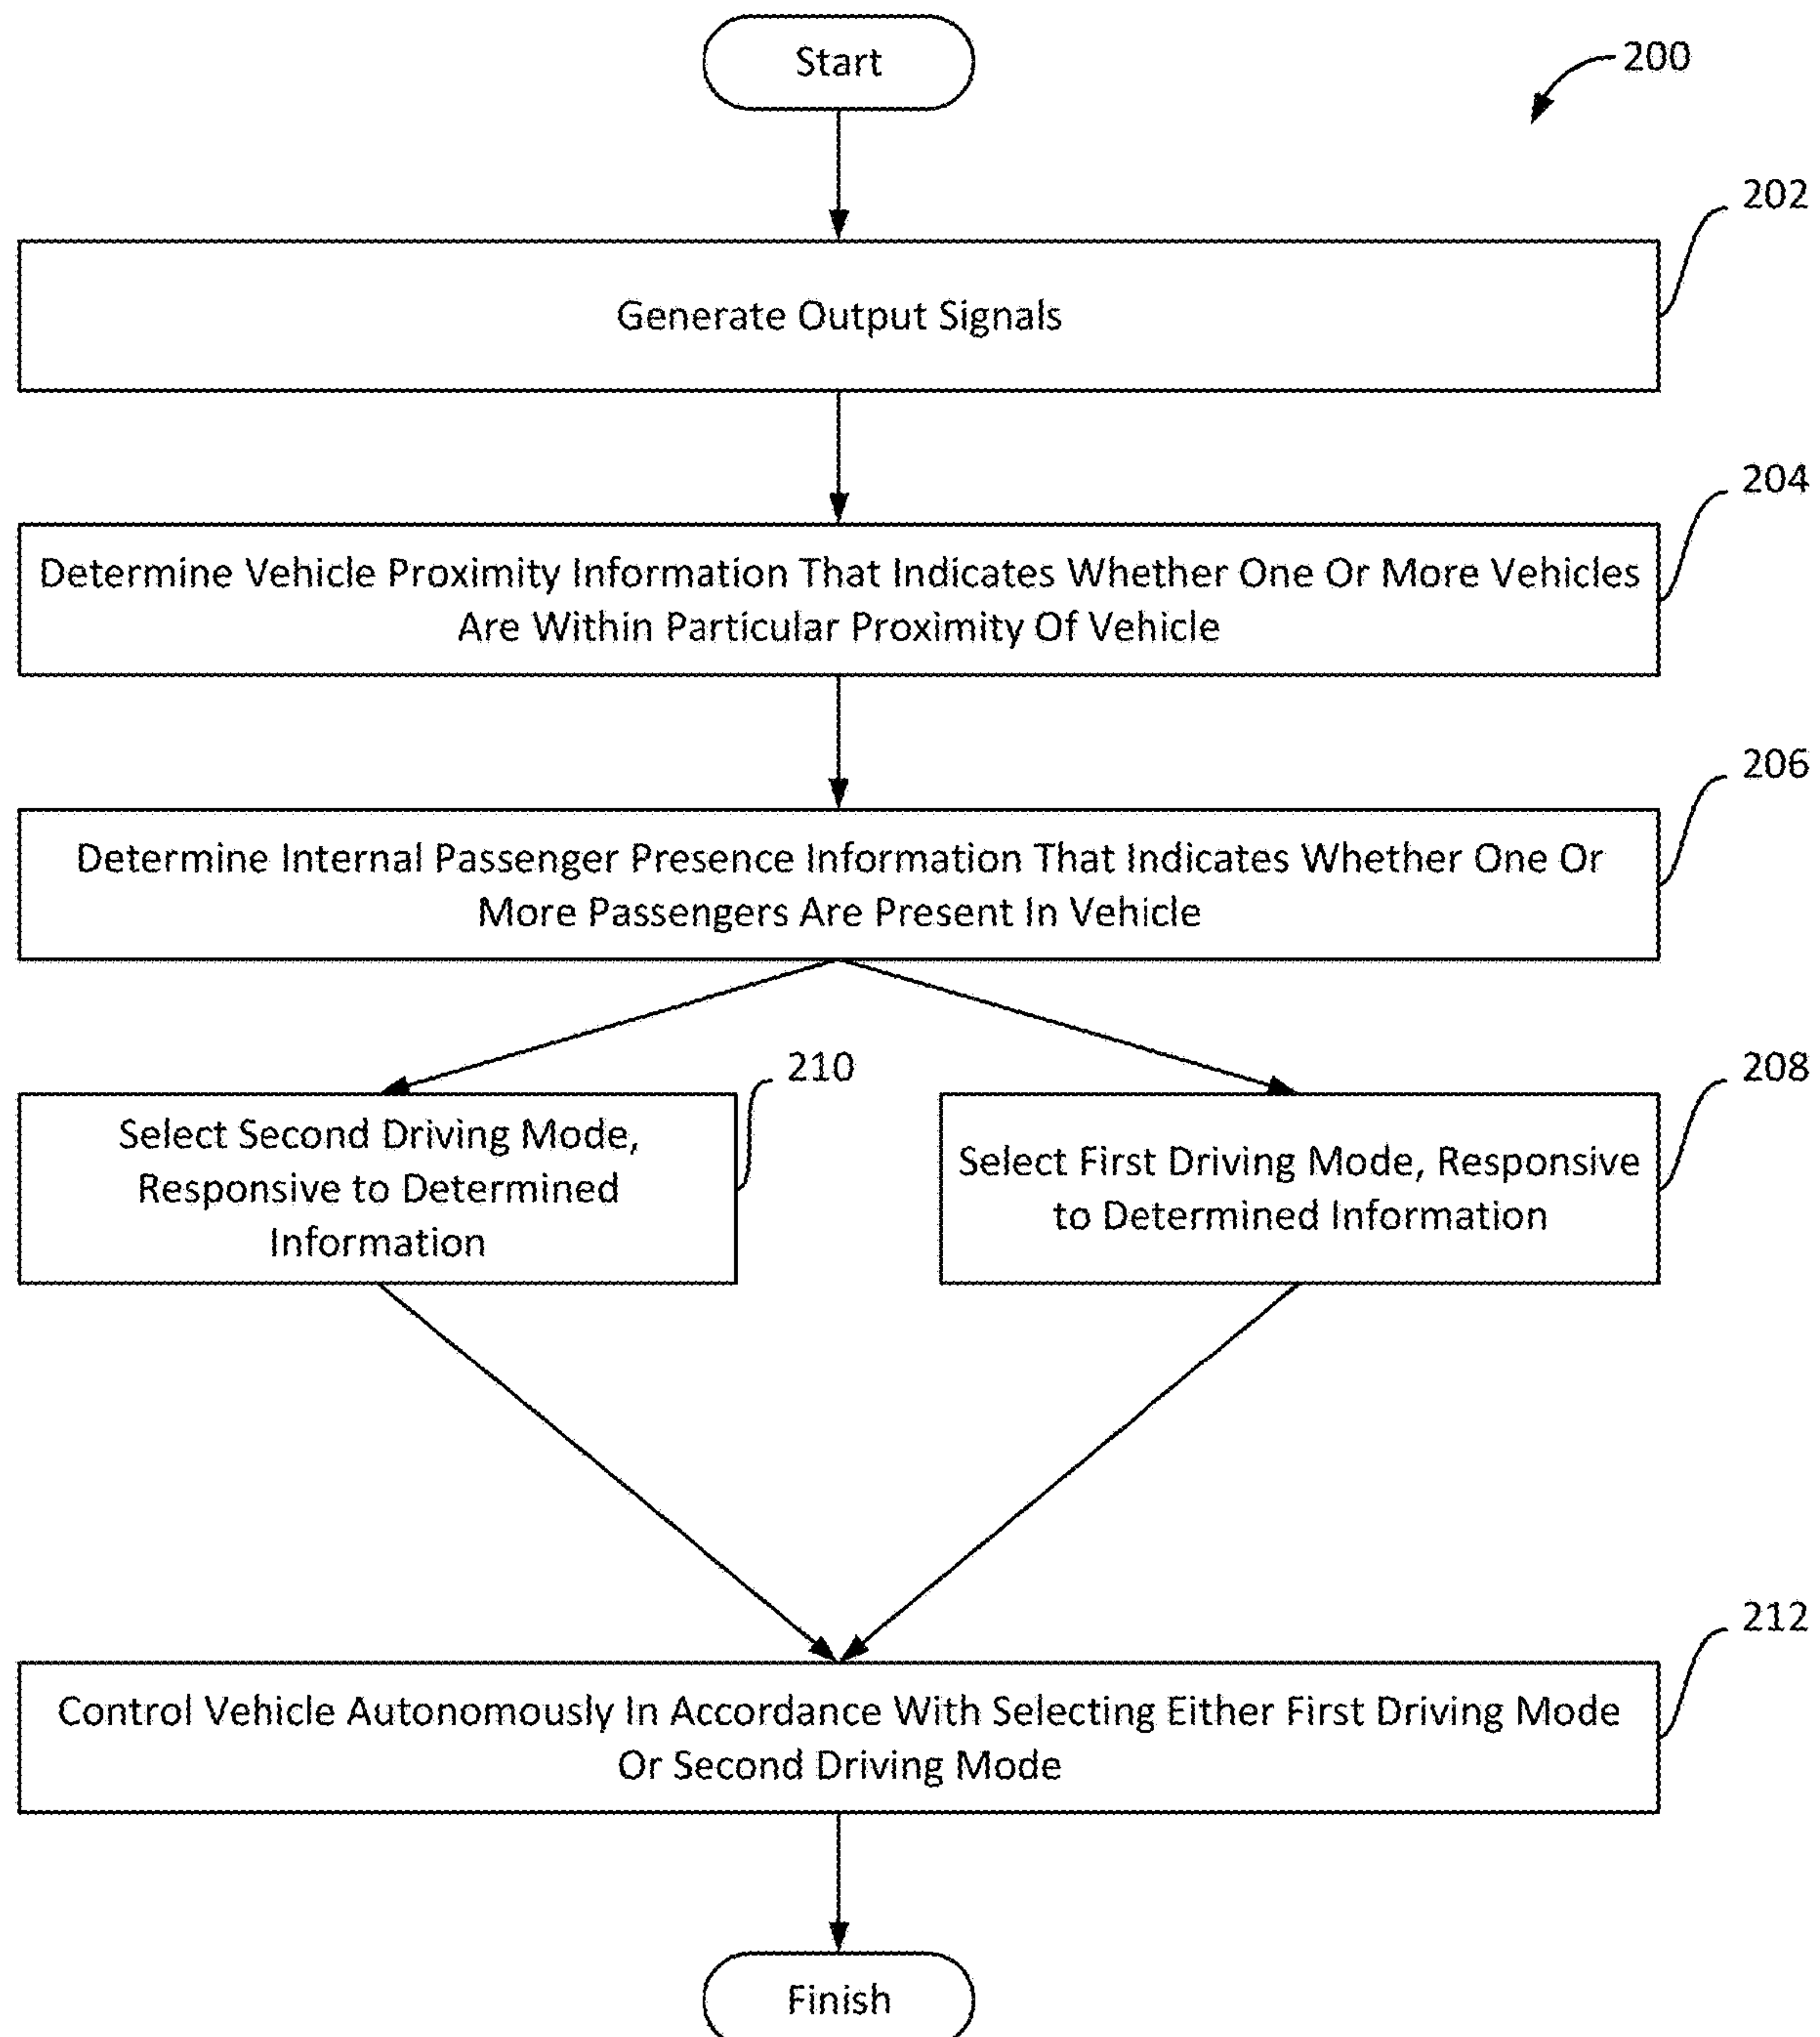 Start
200
202
Generate Output Signals
204
Determine Vehicle Proximity Information That Indicates Whether One Or More Vehicles
Are Within Particular Proximity Of Vehicle
206
Determine Internal Passenger Presence Information That Indicates Whether One Or
More Passengers Are Present In Vehicle
210
Select Second Driving Mode,
Responsive to Determined
Information
208
Select First Driving Mode, Responsive
to Determined Information
212
Control Vehicle Autonomously In Accordance With Selecting Either First Driving Mode
Or Second Driving Mode
Finish